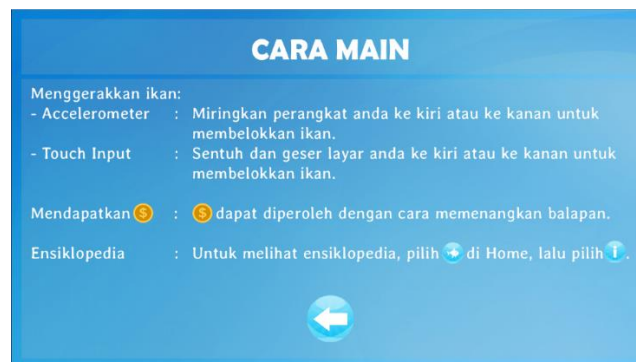 CARA MAIN
Menggerakkan ikan:
- Accelerometer : Miringkan perangkat anda ke kiri atau ke kanan untuk
membelokkan ikan.
- Touch Input : Sentuh dan geser layar anda ke kiri atau ke kanan untuk
membelokkan ikan.
Mendapatkan $ : $ dapat diperoleh dengan cara memenangkan balapan.
Ensiklopedia : Untuk melihat ensiklopedia, pilih di Home, lalu pilih i.